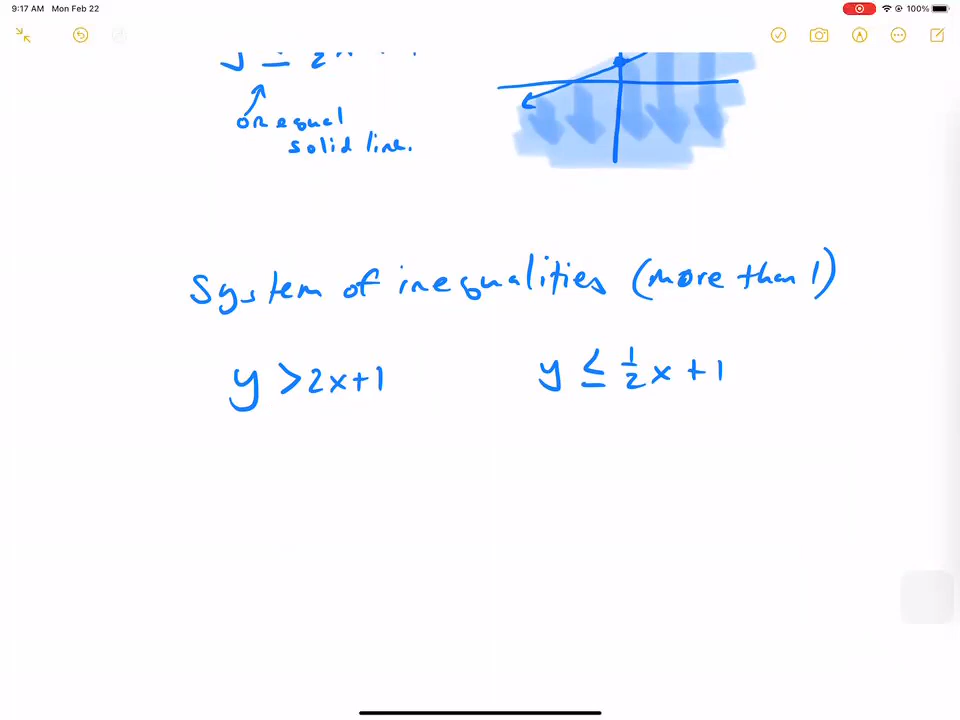 9:17 AM Mon Feb 22
100%
or equal
solid line.
System of inequalities (more than 1)
y > 2x+1
y ≤ 1/2 x + 1